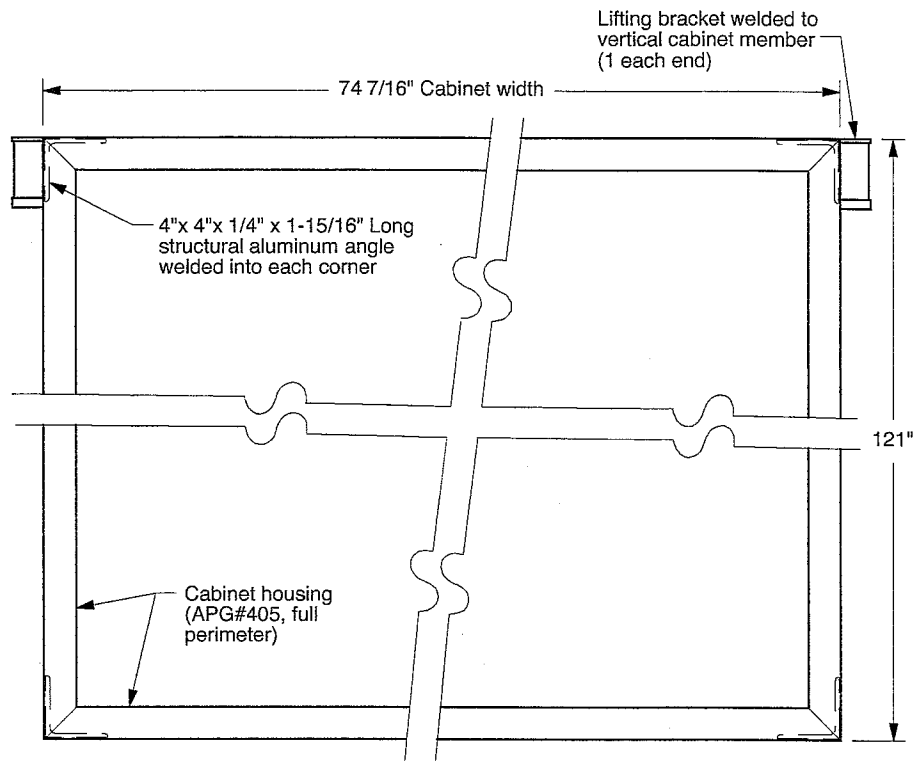 Lifting bracket welded to
vertical cabinet member
(1 each end)
74 7/16" Cabinet width
4"x 4"x 1/4" x 1-15/16" Long
structural aluminum angle
welded into each corner
121"
Cabinet housing
(APG#405, full
perimeter)